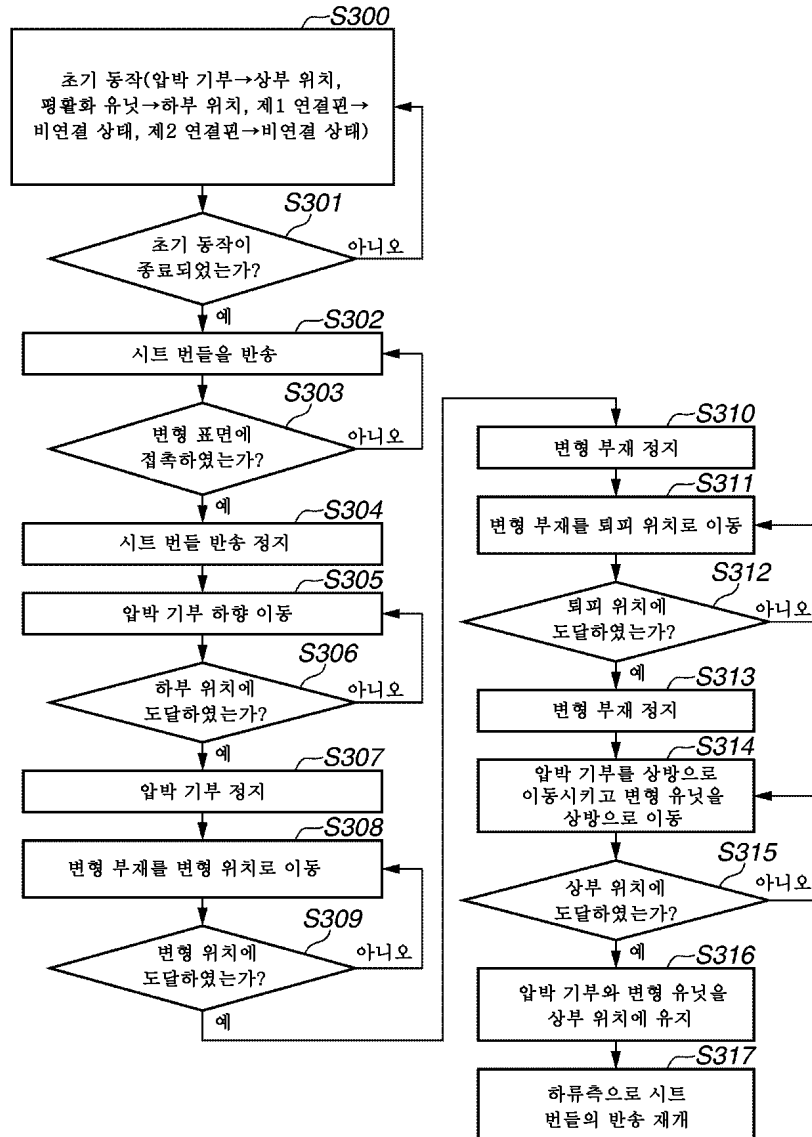 S300
초기 동작(압박 기부→상부 위치,
평활화 유닛→하부 위치, 제1 연결핀→
비연결 상태, 제2 연결핀→비연결 상태)
S301
초기 동작이
종료되었는가?
아니오
예
S302
시트 번들을 반송
S303
변형 표면에
접촉하였는가?
아니오
예
S304
시트 번들 반송 정지
S305
압박 기부 하향 이동
S306
하부 위치에
도달하였는가?
아니오
예
S307
압박 기부 정지
S308
변형 부재를 변형 위치로 이동
S309
변형 위치에
도달하였는가?
아니오
예
S310
변형 부재 정지
S311
변형 부재를 퇴피 위치로 이동
S312
퇴피 위치에
도달하였는가?
아니오
예
S313
변형 부재 정지
S314
압박 기부를 상방으로
이동시키고 변형 유닛을
상방으로 이동
S315
상부 위치에
도달하였는가?
아니오
예
S316
압박 기부와 변형 유닛을
상부 위치에 유지
S317
하류측으로 시트
번들의 반송 재개